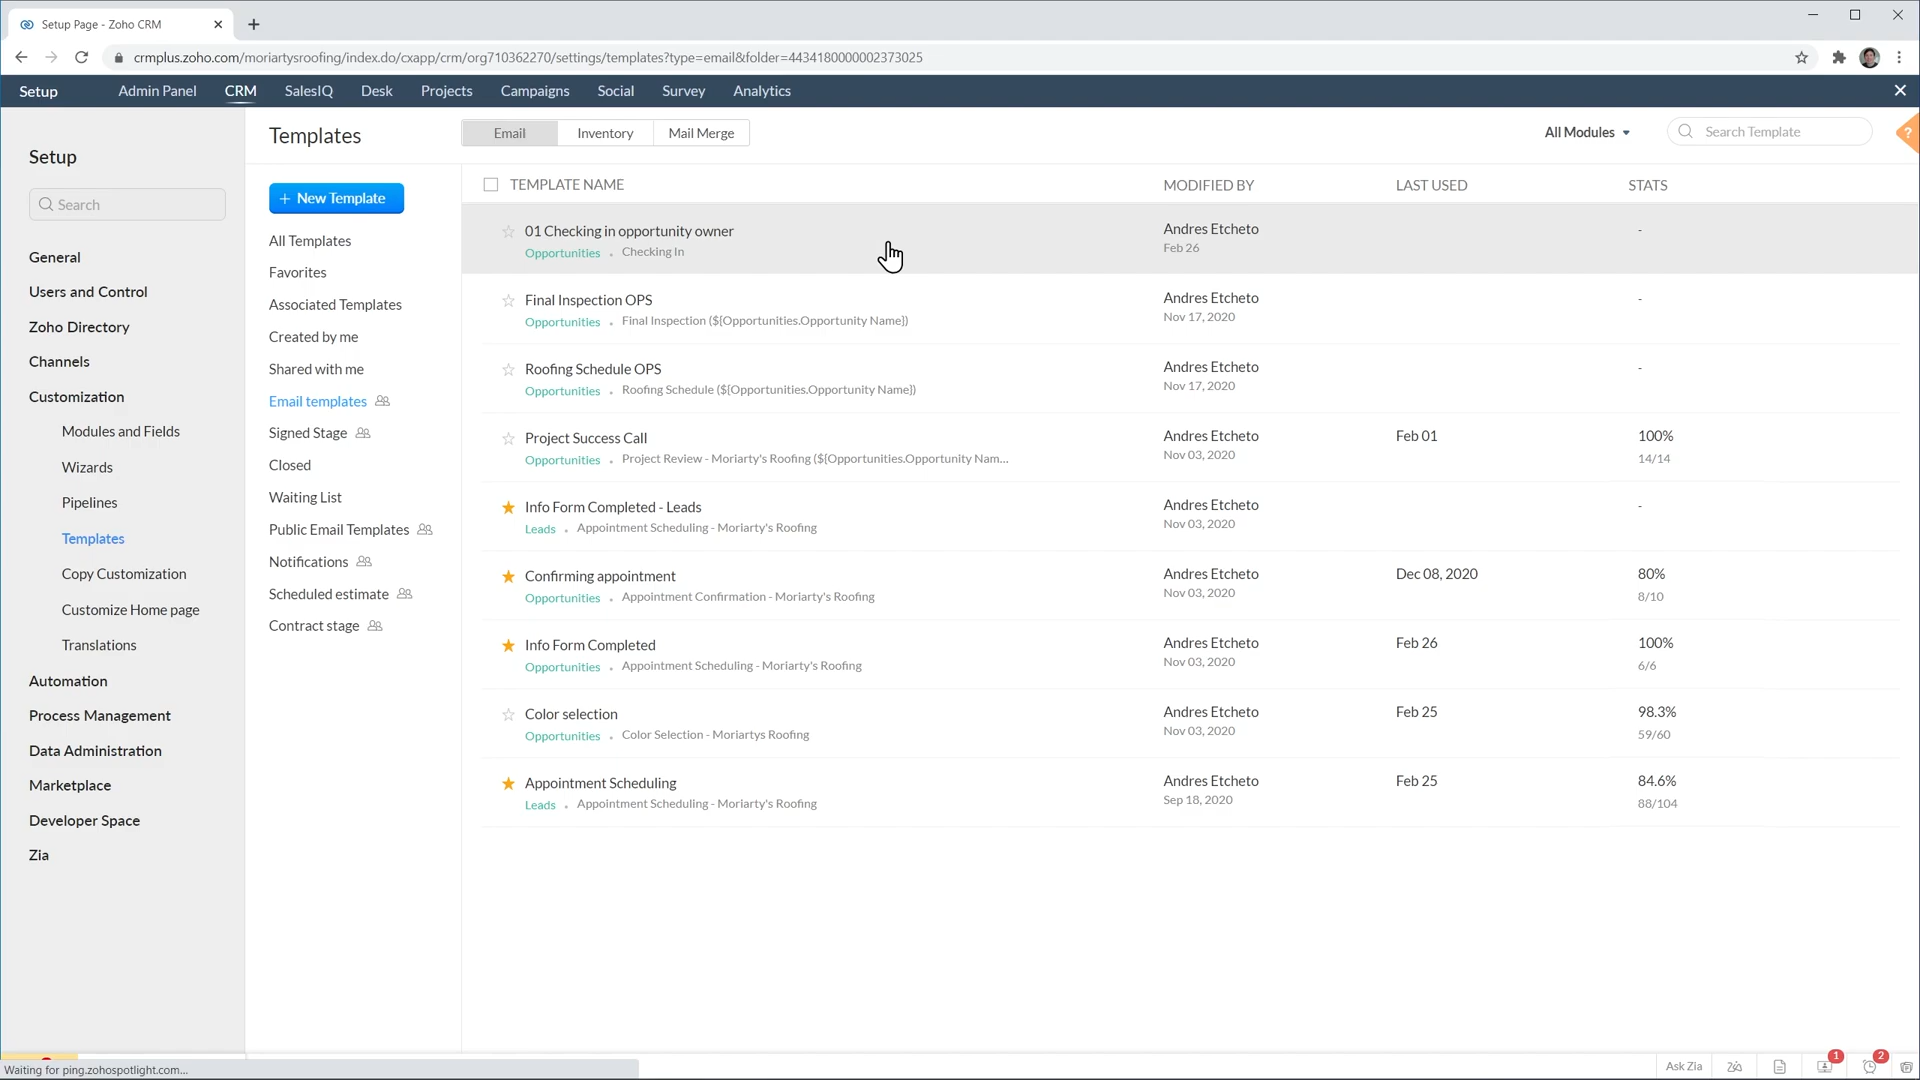 Setup Page - Zoho CRM
crmplus.zoho.com/moriartysroofing/index.do/cxapp/crm/org710362270/settings/templates?type=email&folder=4434180000002373025
Setup
Admin Panel
CRM
SalesIQ
Desk
Projects
Campaigns
Social
Survey
Analytics
Setup
Search
General
Users and Control
Zoho Directory
Channels
Customization
Modules and Fields
Wizards
Pipelines
Templates
Copy Customization
Customize Home page
Translations
Automation
Process Management
Data Administration
Marketplace
Developer Space
Zia
Templates
Email
Inventory
Mail Merge
All Modules
Search Template
?
+ New Template
All Templates
Favorites
Associated Templates
Created by me
Shared with me
Email templates
Signed Stage
Closed
Waiting List
Public Email Templates
Notifications
Scheduled estimate
Contract stage
TEMPLATE NAME MODIFIED BY LAST USED STATS
01 Checking in opportunity owner Andres Etcheto -
Opportunities . Checking In Feb 26
Final Inspection OPS Andres Etcheto -
Opportunities . Final Inspection (${Opportunities.Opportunity Name}) Nov 17, 2020
Roofing Schedule OPS Andres Etcheto -
Opportunities . Roofing Schedule (${Opportunities.Opportunity Name}) Nov 17, 2020
Project Success Call Andres Etcheto Feb 01 100%
Opportunities . Project Review - Moriarty's Roofing (${Opportunities.Opportunity Nam... Nov 03, 2020 14/14
Info Form Completed - Leads Andres Etcheto -
Leads . Appointment Scheduling - Moriarty's Roofing Nov 03, 2020
Confirming appointment Andres Etcheto Dec 08, 2020 80%
Opportunities . Appointment Confirmation - Moriarty's Roofing Nov 03, 2020 8/10
Info Form Completed Andres Etcheto Feb 26 100%
Opportunities . Appointment Scheduling - Moriarty's Roofing Nov 03, 2020 6/6
Color selection Andres Etcheto Feb 25 98.3%
Opportunities . Color Selection - Moriartys Roofing Nov 03, 2020 59/60
Appointment Scheduling Andres Etcheto Feb 25 84.6%
Leads . Appointment Scheduling - Moriarty's Roofing Sep 18, 2020 88/104
Waiting for ping.zohospotlight.com...
Ask Zia
1
2